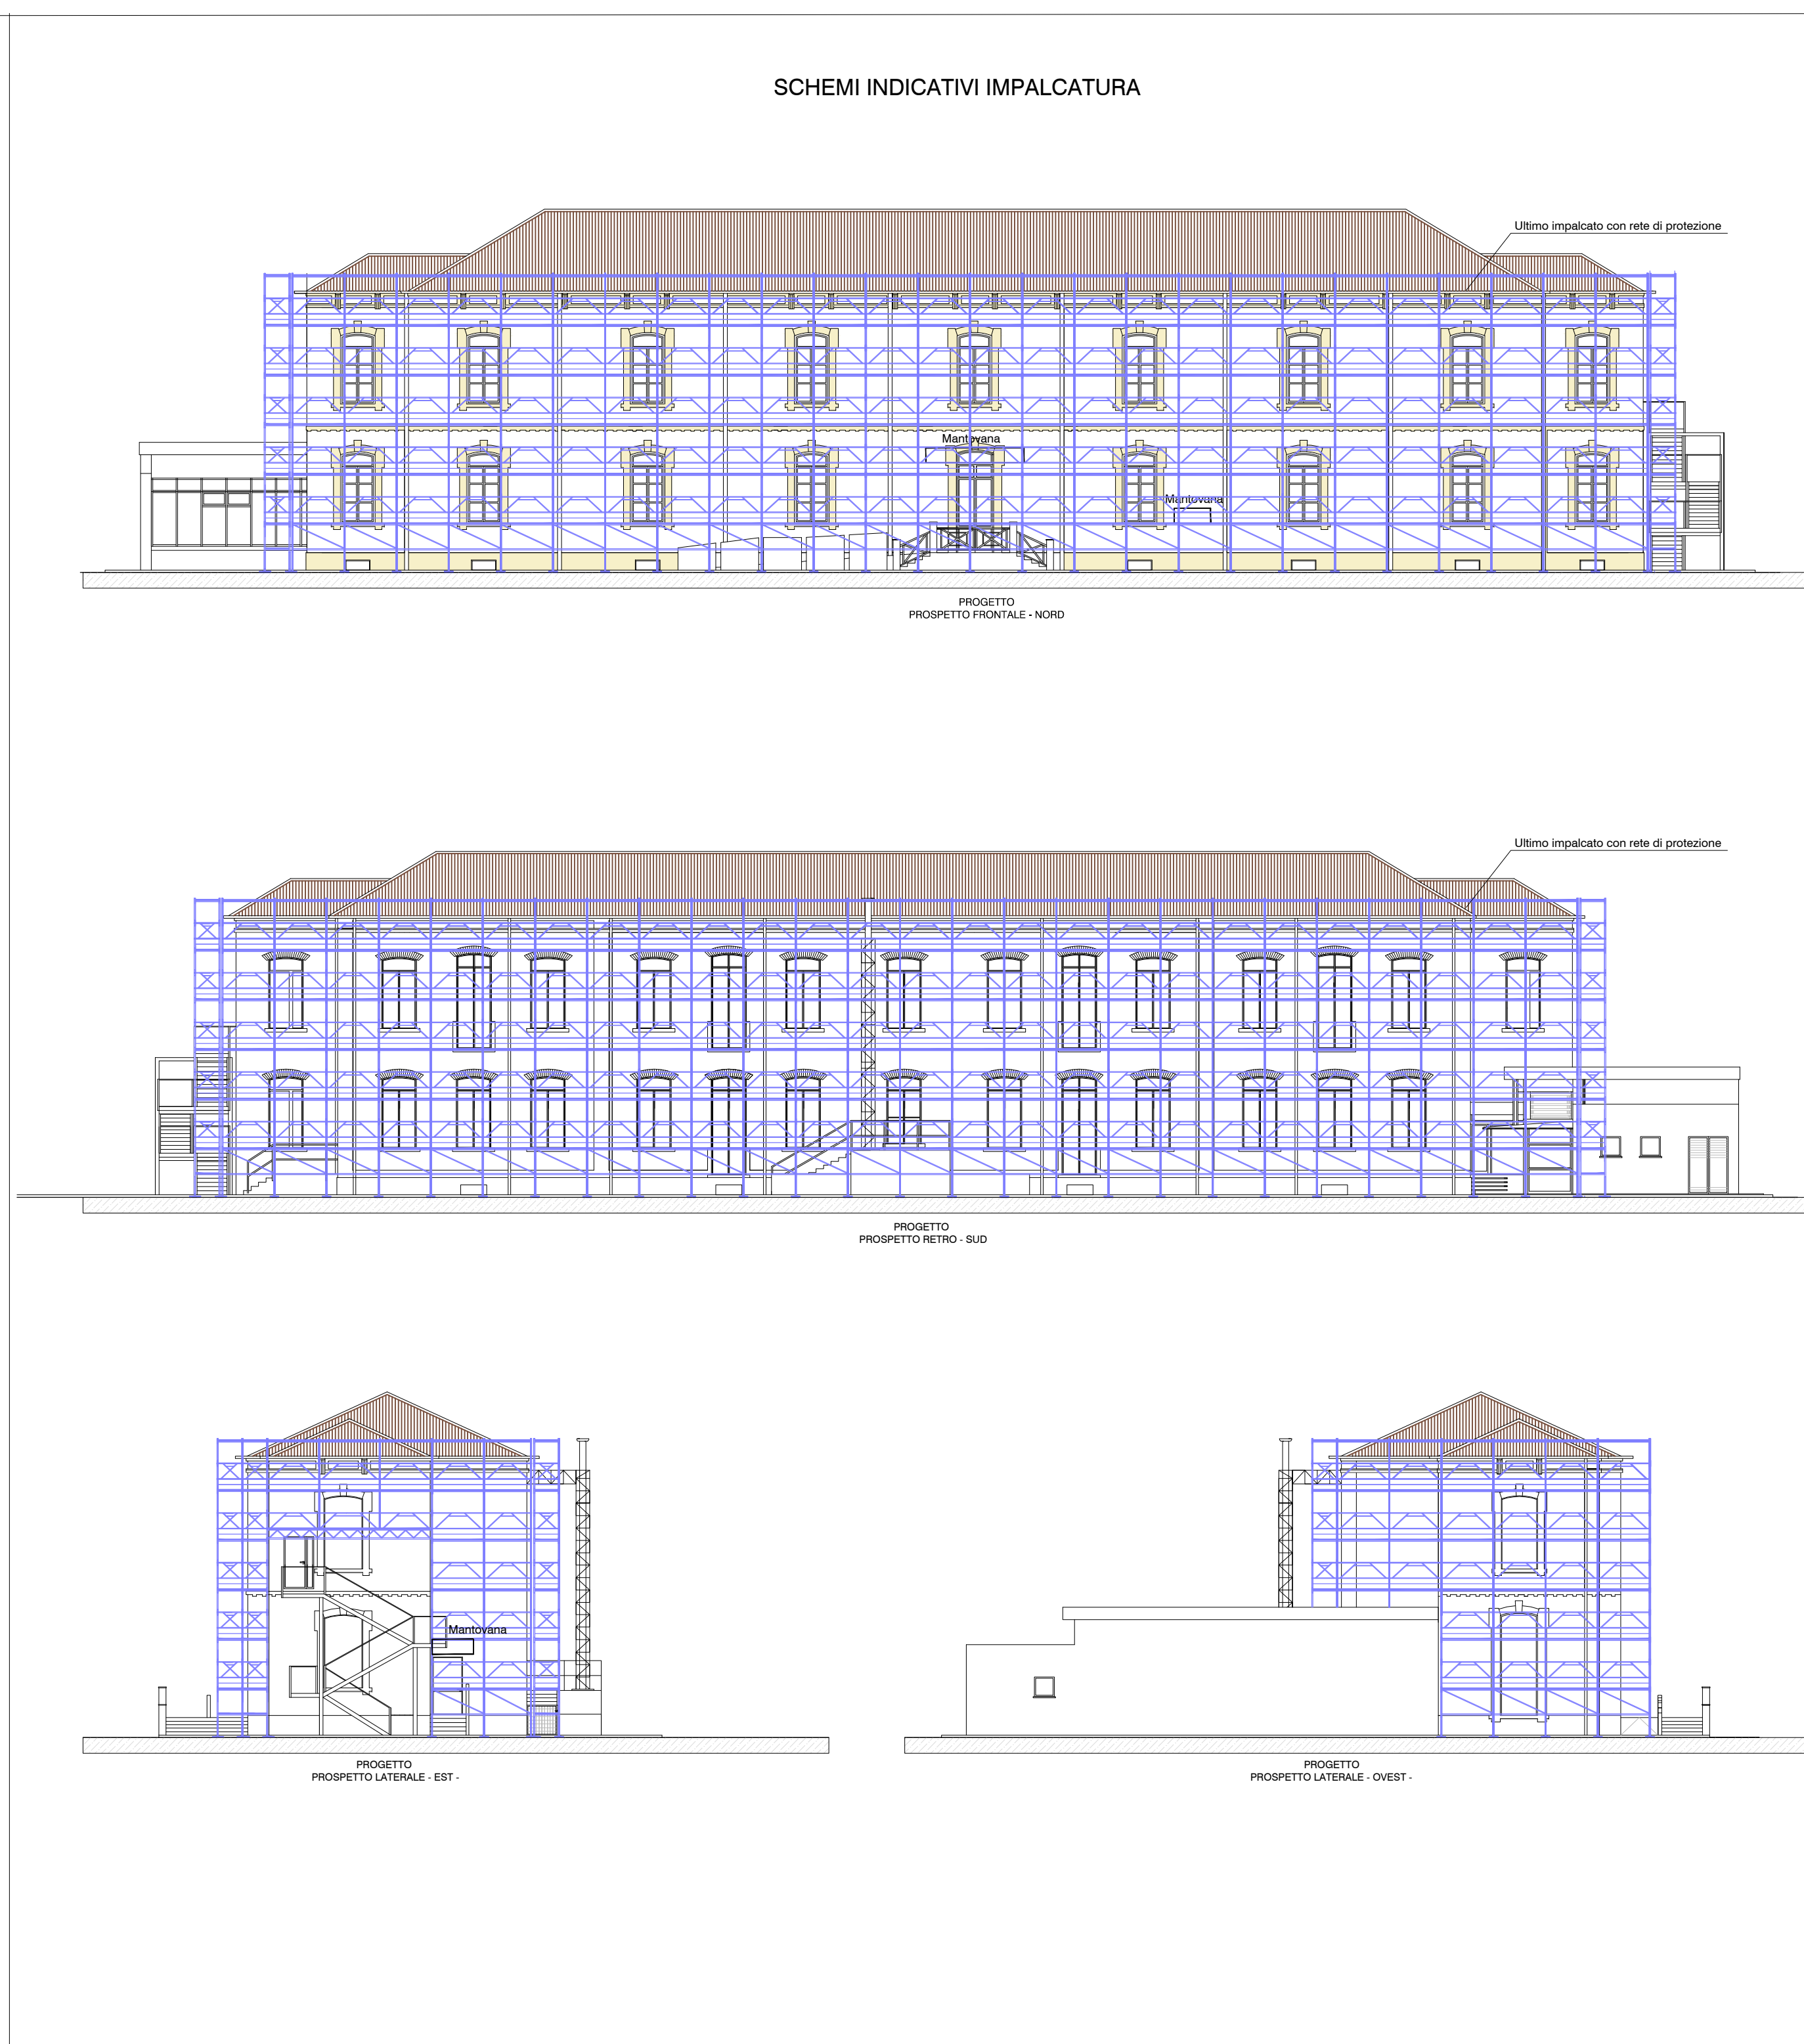 SCHEMI INDICATIVI IMPALCATURA
Ultimo impalcato con rete di protezione
Mantovana
Mantovana
PROGETTO
PROSPETTO FRONTALE - NORD
Ultimo impalcato con rete di protezione
PROGETTO
PROSPETTO RETRO - SUD
Mantovana
PROGETTO
PROSPETTO LATERALE - EST -
PROGETTO
PROSPETTO LATERALE - OVEST -